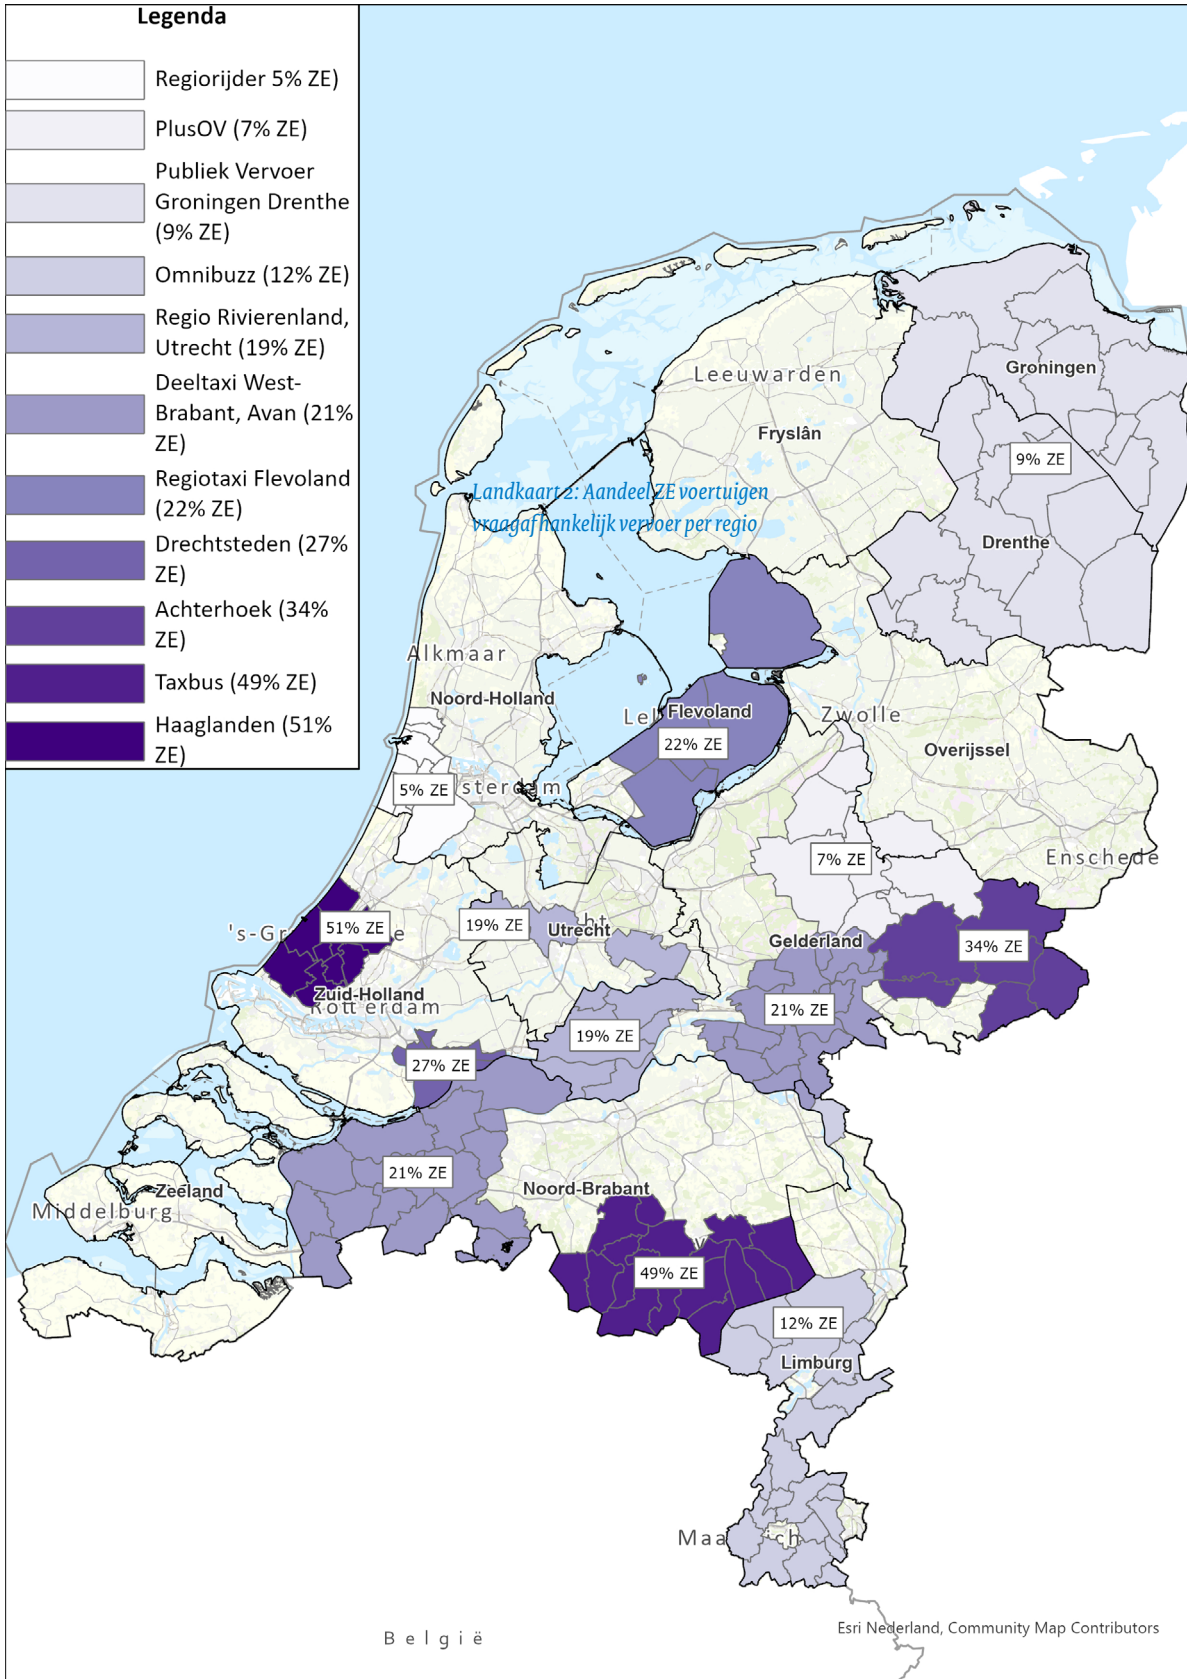 Legenda
Regiorijder 5% ZE)
PlusOV (7% ZE)
Publiek Vervoer
Groningen Drenthe
(9% ZE)
Omnibuzz (12% ZE)
Regio Rivierenland,
Utrecht (19% ZE)
Deeltaxi West-
Brabant, Avan (21%
ZE)
Regiotaxi Flevoland
(22% ZE)
Drechtsteden (27%
ZE)
Achterhoek (34%
ZE)
Taxbus (49% ZE)
Haaglanden (51%
ZE)
Groningen
Leeuwarden
Fryslân
9% ZE
Landkaart 2: Aandeel ZE voertuigen
vraagafhankelijk vervoer per regio
Drenthe
Alkmaar
Noord-Holland
Flevoland
Zwolle
22% ZE
Overijssel
sterdam
5% ZE
7% ZE
Enschede
51% ZE
19% ZE
Utrecht
Gelderland
34% ZE
Zuid-Holland
Rotterdam
21% ZE
19% ZE
27% ZE
21% ZE
Zeeland
Middelburg
Noord-Brabant
49% ZE
12% ZE
Limburg
Esri Nederland, Community Map Contributors
België